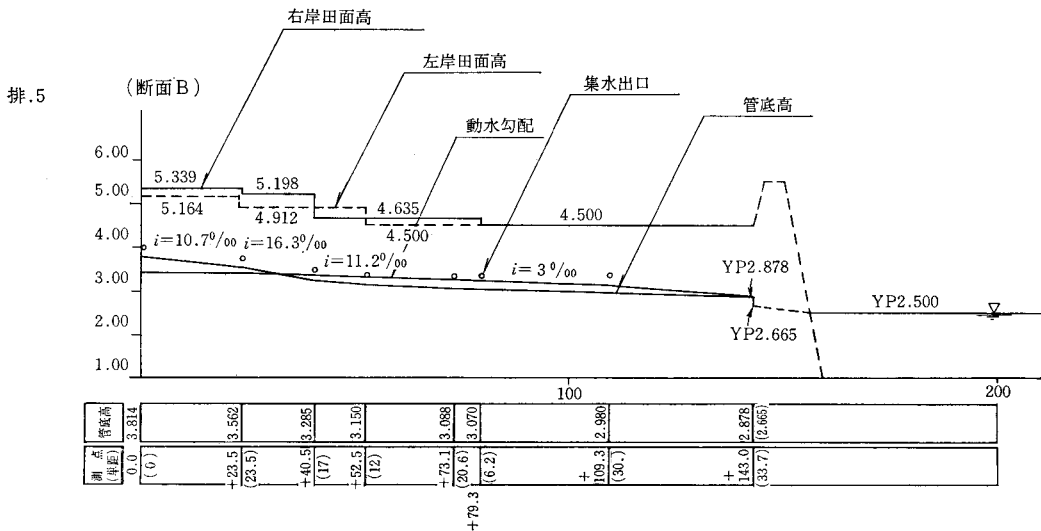 排.5
(断面B)
右岸田面高
左岸田面高
集水出口
動水勾配
管底高
6.00
5.00
4.00
3.00
2.00
1.00
5.339
5.198
4.635
4.500
5.164
4.912
4.500
i=10.7‰
i=16.3‰
i=11.2‰
i=3‰
YP2.878
YP2.665
YP2.500
100
200
管底高
3.814
3.562
3.285
3.150
3.088
3.070
2.980
2.878
(2.665)
測点
(単距)
0.0
(0)
+23.5
(23.5)
+40.5
(17)
+52.5
(12)
+73.1
(20.6)
+79.3
(6.2)
+109.3
(30.)
+143.0
(33.7)